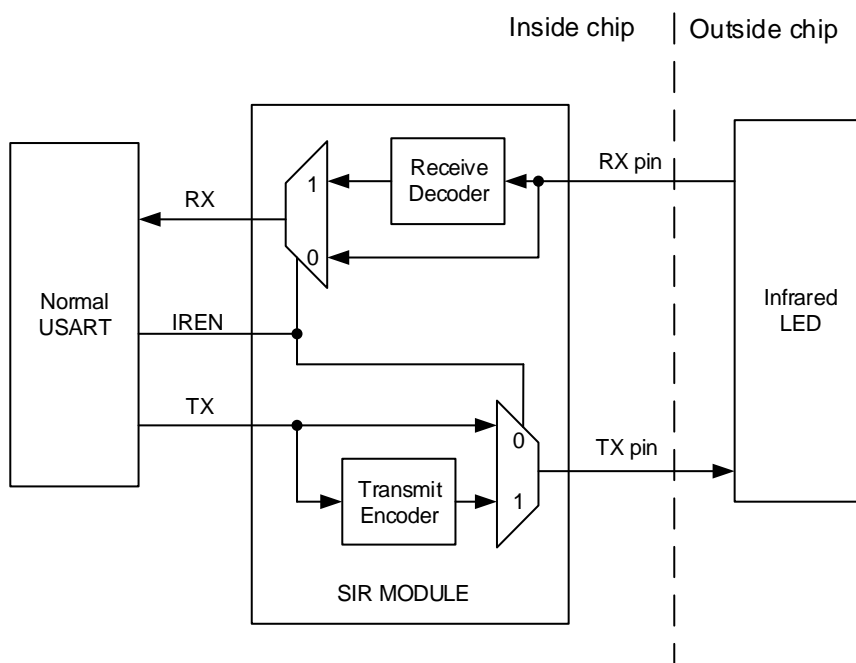 Inside chip
Outside chip
Receive
Decoder
RX pin
1
RX
0
Normal
USART
IREN
Infrared
LED
TX
0
TX pin
Transmit
Encoder
1
SIR MODULE